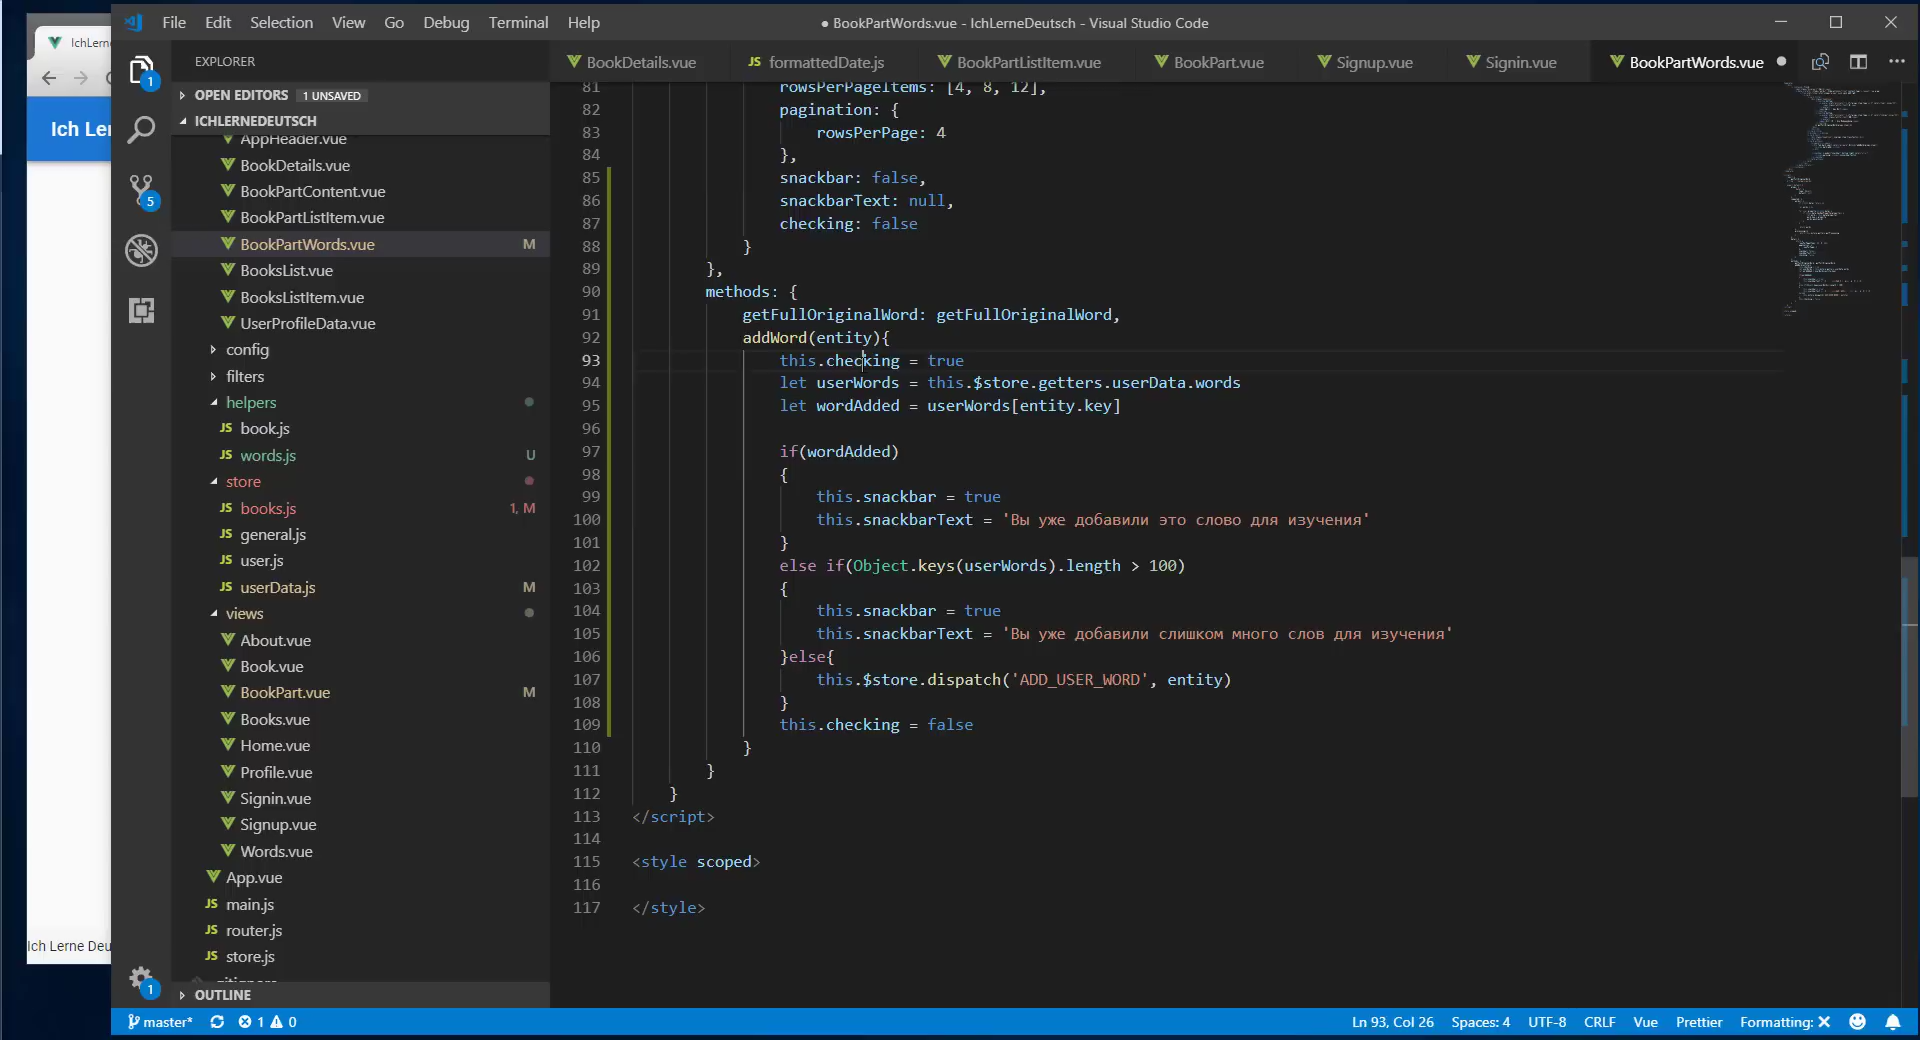 IchLerne
File Edit Selection View Go Debug Terminal Help
● BookPartWords.vue - IchLerneDeutsch - Visual Studio Code
EXPLORER
BookDetails.vue
JS formattedDate.js
BookPartListItem.vue
BookPart.vue
Signup.vue
Signin.vue
BookPartWords.vue ●
OPEN EDITORS 1 UNSAVED
ICHLERNEDEUTSCH
AppHeader.vue
BookDetails.vue
BookPartContent.vue
BookPartListItem.vue
BookPartWords.vue M
BooksList.vue
BooksListItem.vue
UserProfileData.vue
config
filters
helpers
JS book.js
JS words.js U
store
JS books.js 1, M
JS general.js
JS user.js
JS userData.js M
views
About.vue
Book.vue
BookPart.vue M
Books.vue
Home.vue
Profile.vue
Signin.vue
Signup.vue
Words.vue
App.vue
JS main.js
JS router.js
JS store.js
OUTLINE
1
5
1
Ich Ler
Ich Lerne Deu
81 rowsPerPageItems: [4, 8, 12],
82 pagination: {
83 rowsPerPage: 4
84 },
85 snackbar: false,
86 snackbarText: null,
87 checking: false
88 }
89 },
90 methods: {
91 getFullOriginalWord: getFullOriginalWord,
92 addWord(entity){
93 this.checking = true
94 let userWords = this.$store.getters.userData.words
95 let wordAdded = userWords[entity.key]
96
97 if(wordAdded)
98 {
99 this.snackbar = true
100 this.snackbarText = 'Вы уже добавили это слово для изучения'
101 }
102 else if(Object.keys(userWords).length > 100)
103 {
104 this.snackbar = true
105 this.snackbarText = 'Вы уже добавили слишком много слов для изучения'
106 }else{
107 this.$store.dispatch('ADD_USER_WORD', entity)
108 }
109 this.checking = false
110 }
111 }
112 }
113 </script>
114
115 <style scoped>
116
117 </style>
master* 1 0
Ln 93, Col 26 Spaces: 4 UTF-8 CRLF Vue Prettier Formatting: ✕